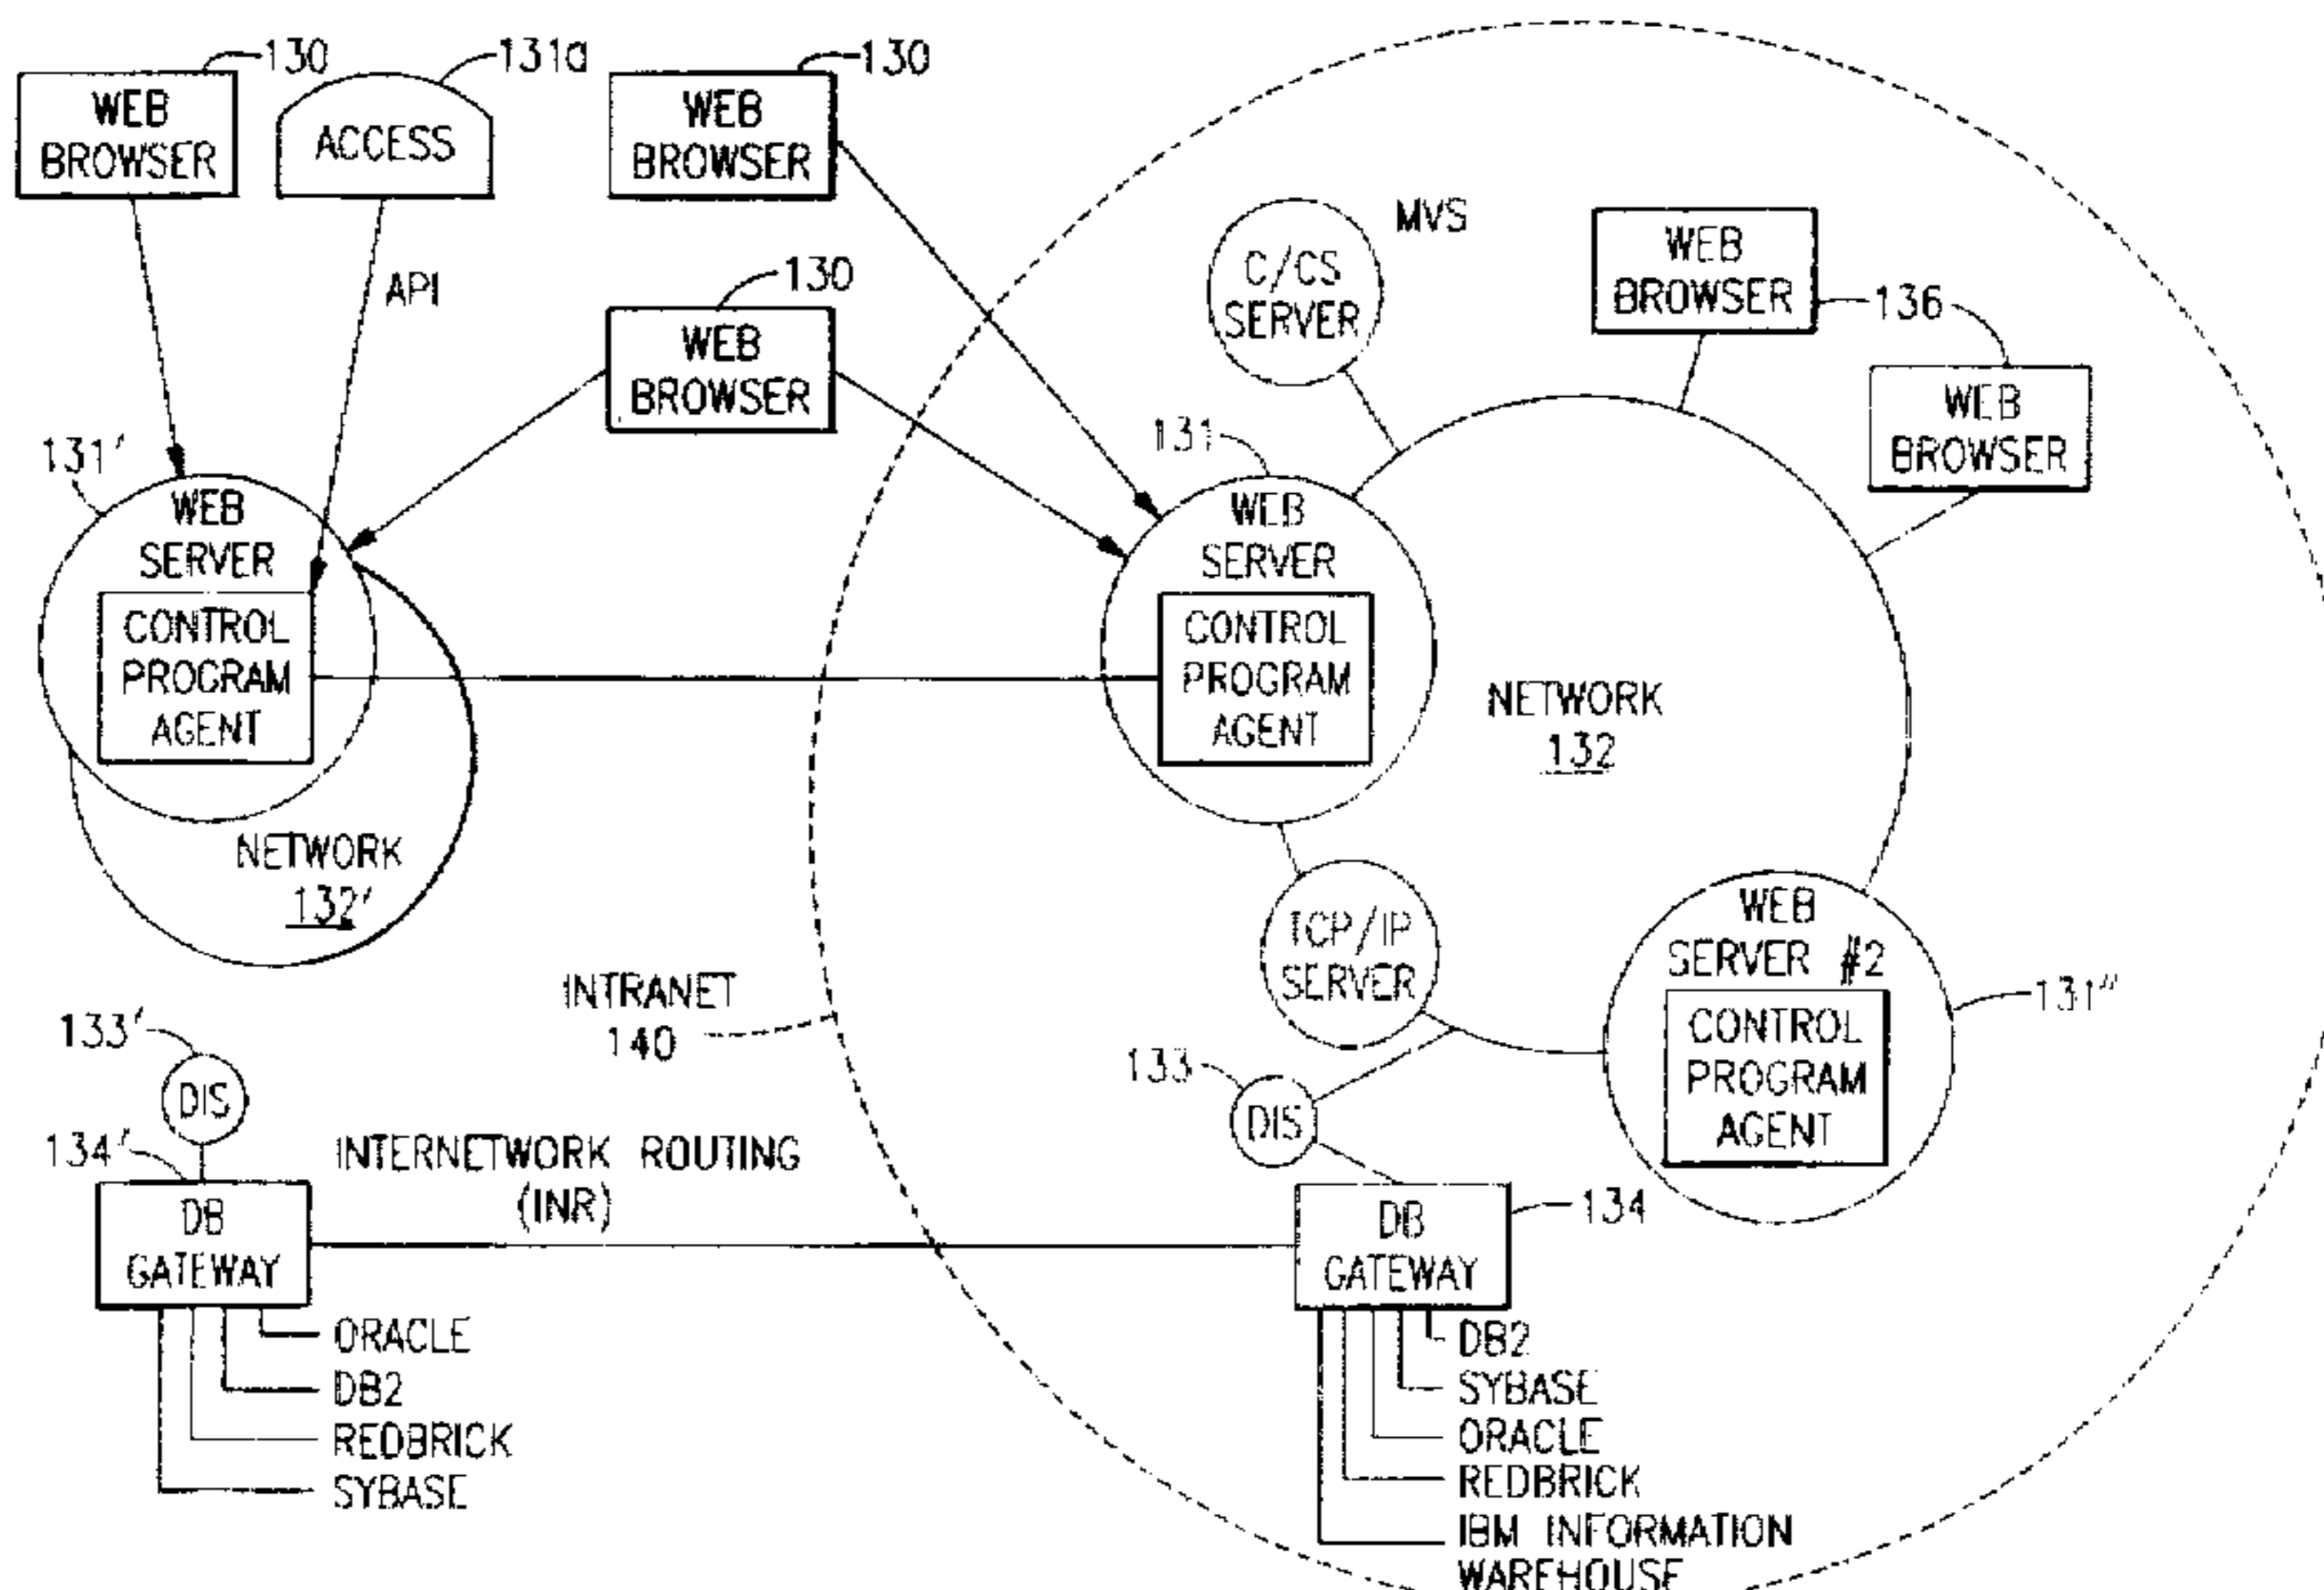 130
131a
130
WEB
BROWSER
ACCESS
WEB
BROWSER
API
130
WEB
BROWSER
MVS
C/CS
SERVER
WEB
BROWSER
136
WEB
BROWSER
131'
WEB
SERVER
CONTROL
PROGRAM
AGENT
NETWORK
132'
131
WEB
SERVER
CONTROL
PROGRAM
AGENT
NETWORK
132
TCP/IP
SERVER
WEB
SERVER #2
CONTROL
PROGRAM
AGENT
131"
INTRANET
140
133'
DIS
134'
DB
GATEWAY
INTERNETWORK ROUTING
(INR)
133
DIS
DB
GATEWAY
134
ORACLE
DB2
REDBRICK
SYBASE
DB2
SYBASE
ORACLE
REDBRICK
IBM INFORMATION
WAREHOUSE